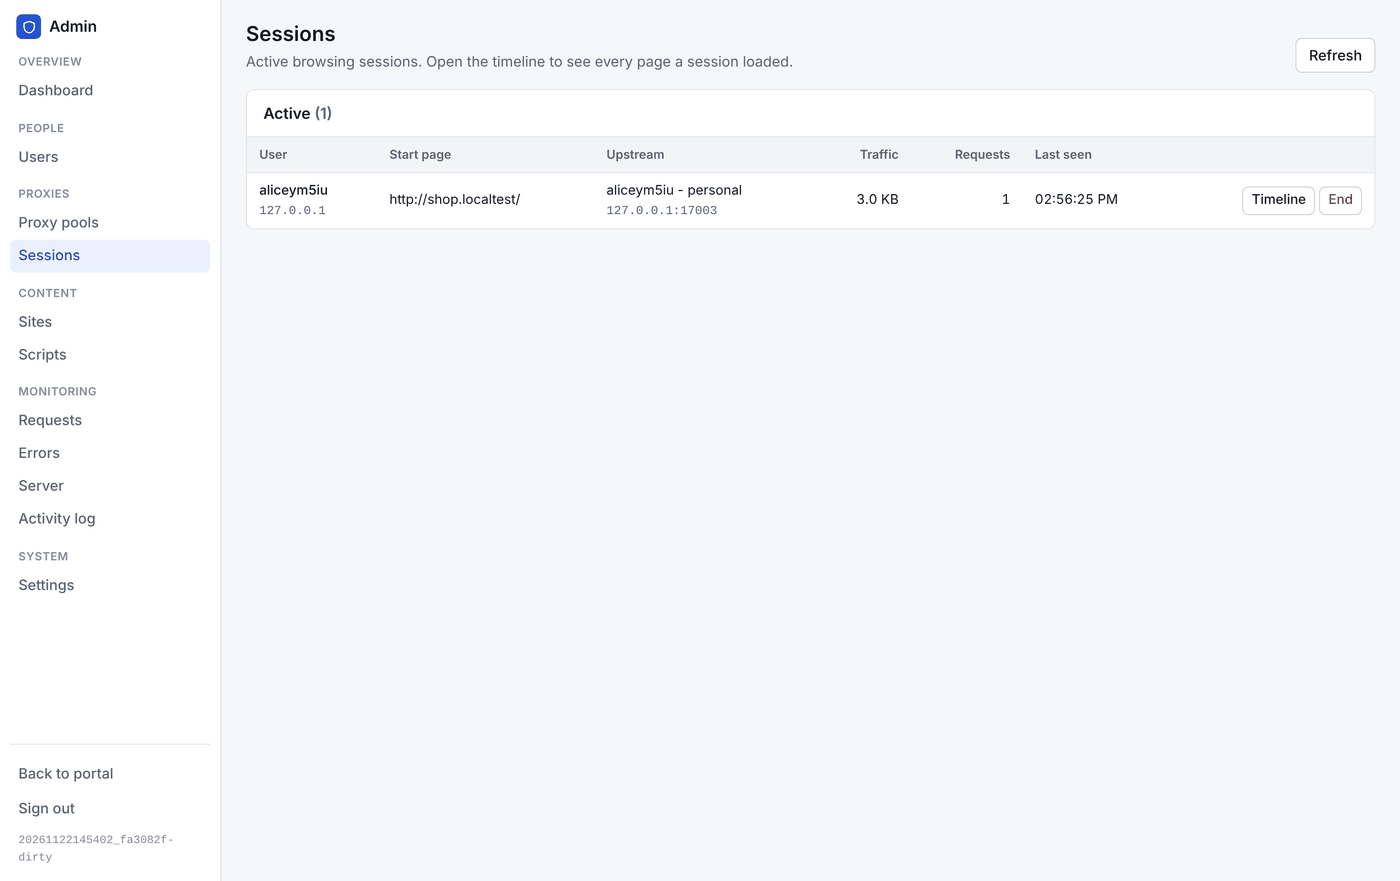 Admin
OVERVIEW
Dashboard
PEOPLE
Users
PROXIES
Proxy pools
Sessions
CONTENT
Sites
Scripts
MONITORING
Requests
Errors
Server
Activity log
SYSTEM
Settings
Back to portal
Sign out
20261122145402_fa3082f-
dirty
Sessions
Active browsing sessions. Open the timeline to see every page a session loaded.
Refresh
Active (1)
User Start page Upstream Traffic Requests Last seen
aliceym5iu http://shop.localtest/ aliceym5iu - personal 3.0 KB 1 02:56:25 PM Timeline End
127.0.0.1 127.0.0.1:17003